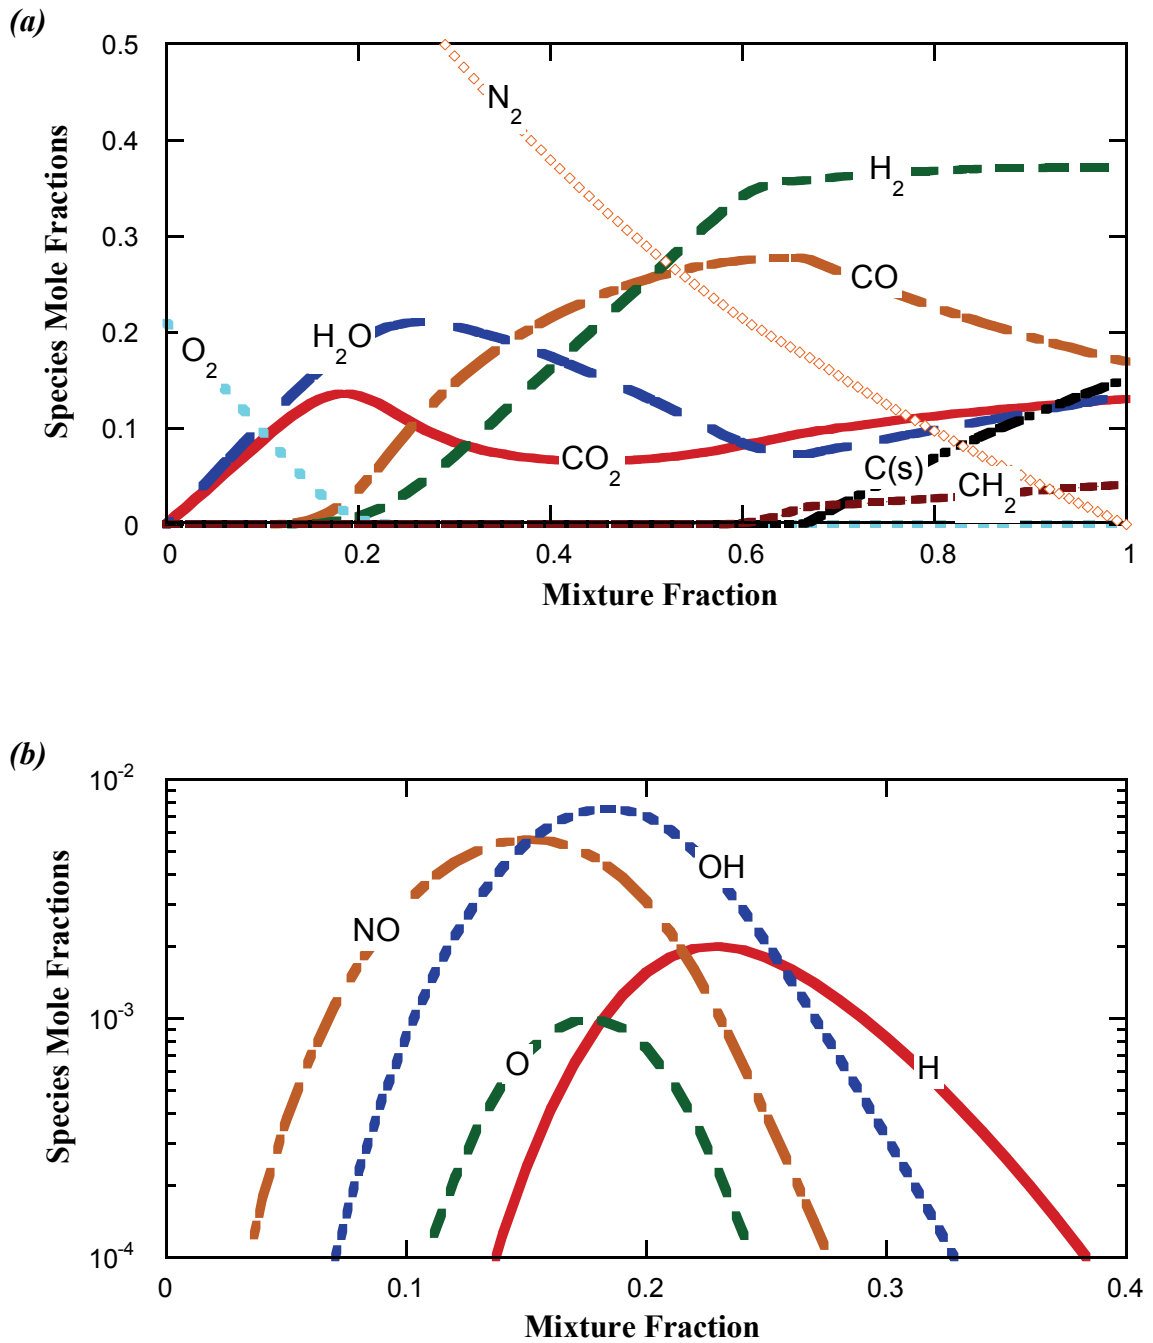 (a)
0.5
0.4
0.3
0.2
0.1
0
Species Mole Fractions
N₂
H₂
CO
H₂O
O₂
CO₂
C(s)
CH₂
0 0.2 0.4 0.6 0.8 1
Mixture Fraction
(b)
10⁻²
10⁻³
10⁻⁴
Species Mole Fractions
OH
NO
O
H
0 0.1 0.2 0.3 0.4
Mixture Fraction